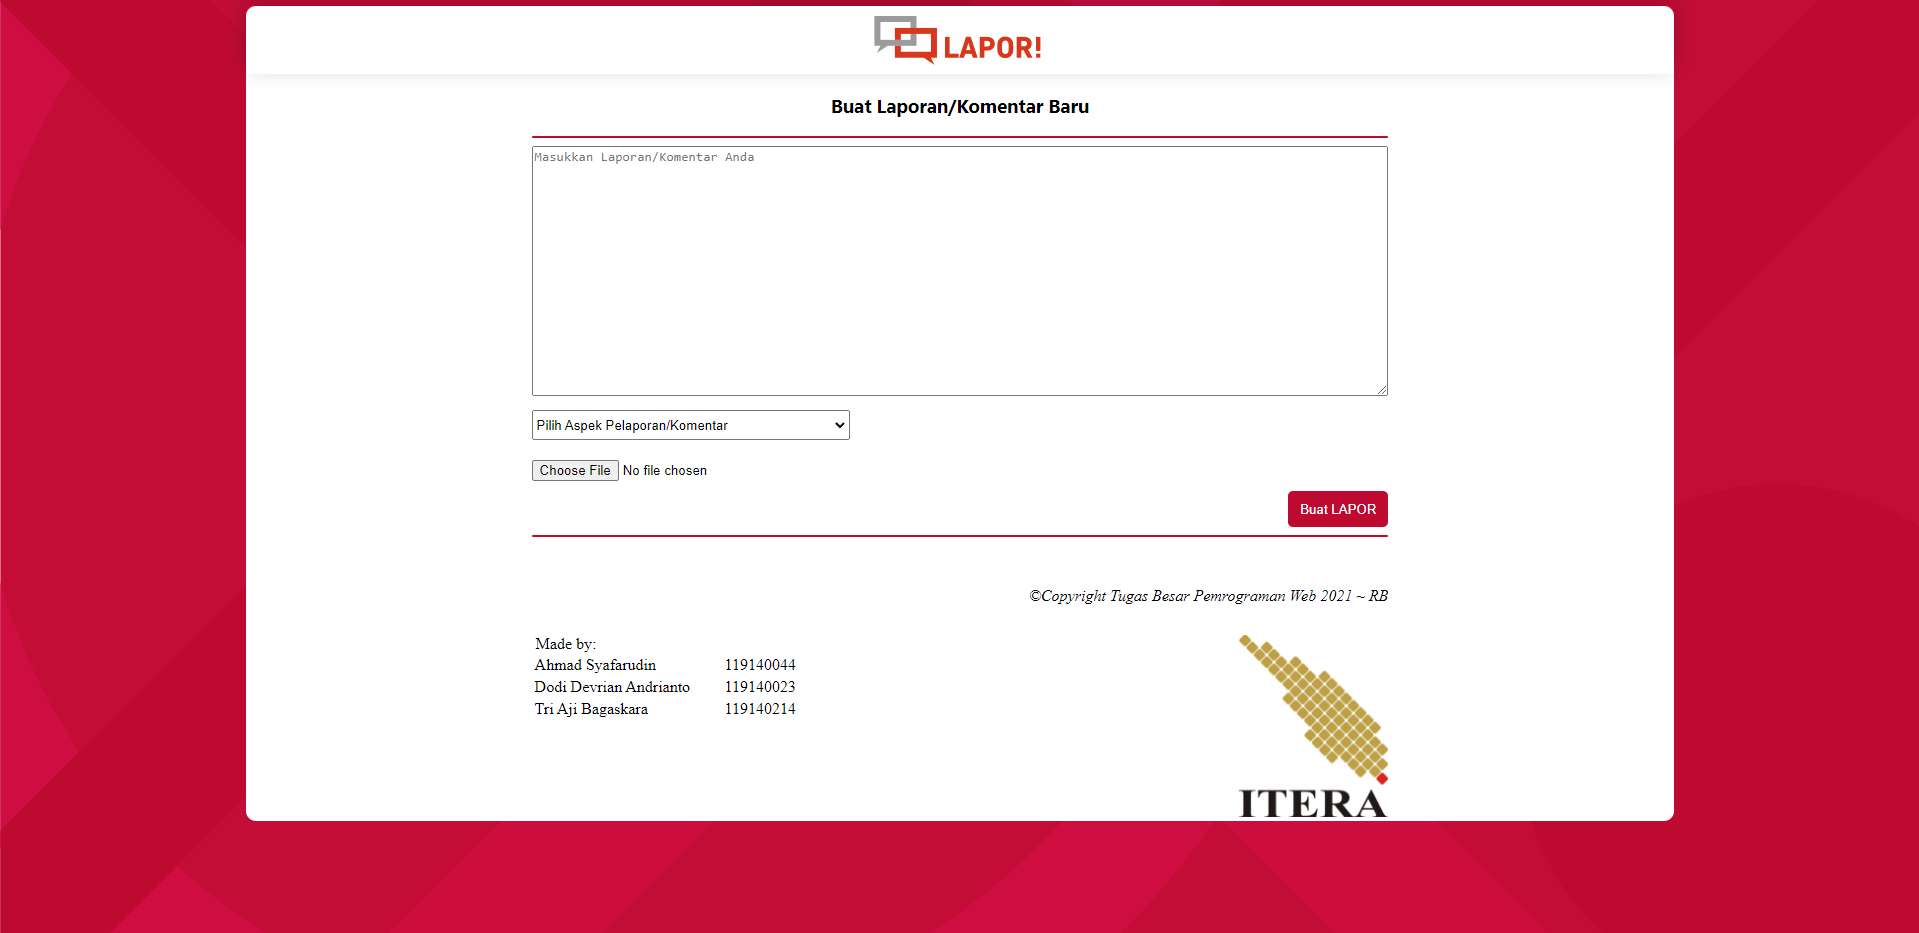 LAPOR!
Buat Laporan/Komentar Baru
Masukkan Laporan/Komentar Anda
Pilih Aspek Pelaporan/Komentar
Choose File No file chosen
Buat LAPOR
©Copyright Tugas Besar Pemrograman Web 2021 ~ RB
Made by:
Ahmad Syafarudin 119140044
Dodi Devrian Andrianto 119140023
Tri Aji Bagaskara 119140214
ITERA